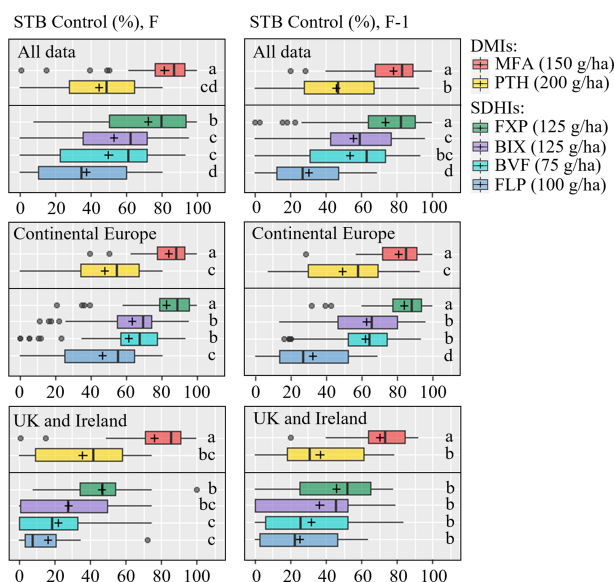 STB Control (%), F
STB Control (%), F-1
All data
a
cd
b
c
c
d
0 20 40 60 80 100
All data
a
b
a
c
bc
d
0 20 40 60 80 100
DMIs:
MFA (150 g/ha)
PTH (200 g/ha)
SDHIs:
FXP (125 g/ha)
BIX (125 g/ha)
BVF (75 g/ha)
FLP (100 g/ha)
Continental Europe
a
c
a
b
b
c
0 20 40 60 80 100
Continental Europe
a
c
a
b
b
d
0 20 40 60 80 100
UK and Ireland
a
bc
b
bc
c
c
0 20 40 60 80 100
UK and Ireland
a
b
b
b
b
b
0 20 40 60 80 100